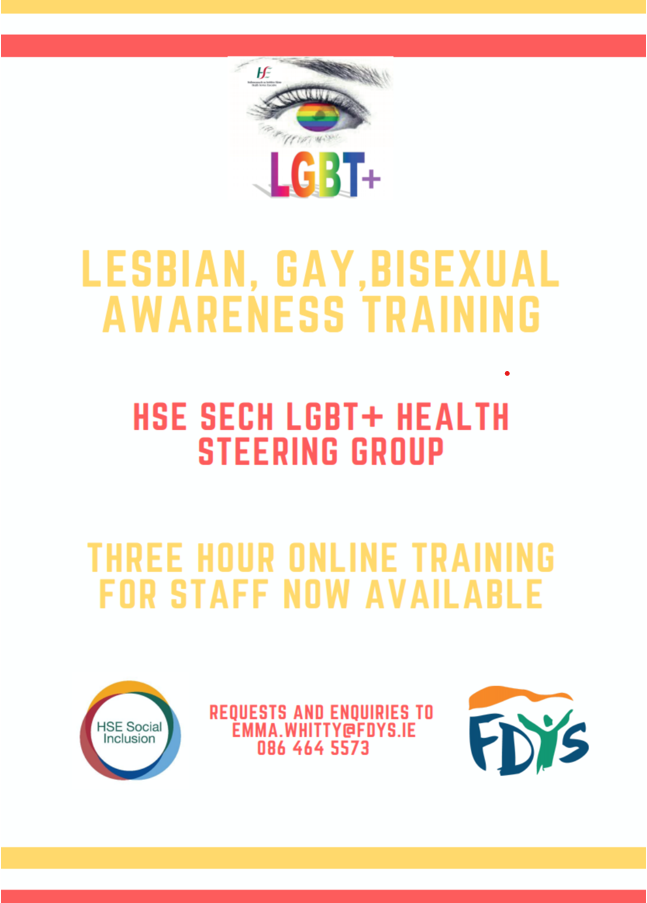 LGBT+
LESBIAN, GAY,BISEXUAL
AWARENESS TRAINING
HSE SECH LGBT+ HEALTH
STEERING GROUP
THREE HOUR ONLINE TRAINING
FOR STAFF NOW AVAILABLE
HSE Social
Inclusion
REQUESTS AND ENQUIRIES TO
EMMA.WHITTY@FDYS.IE
086 464 5573
FDYS